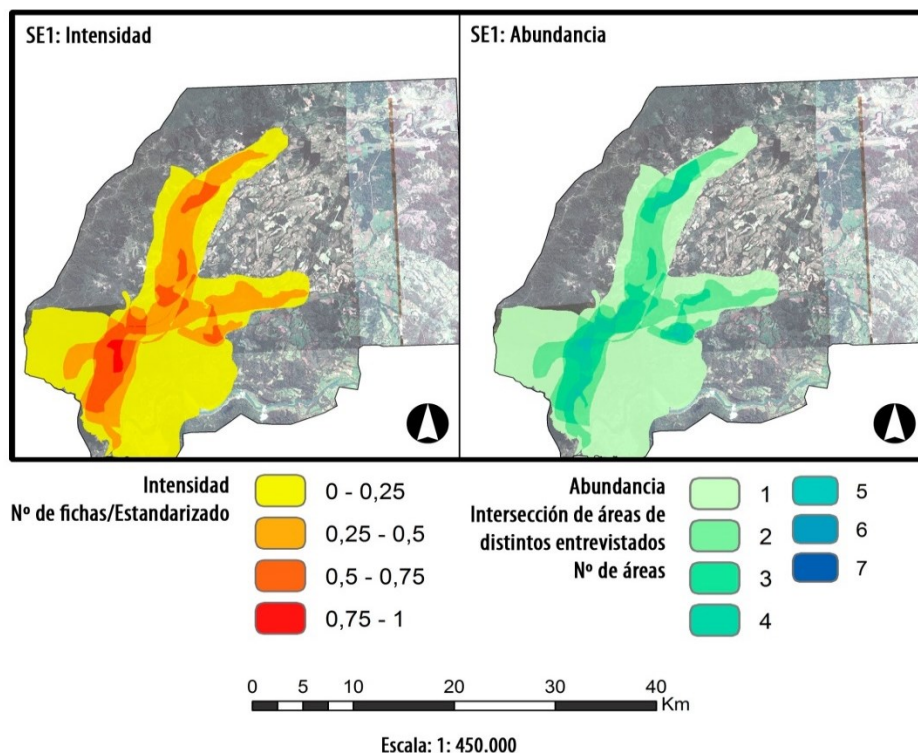 SE1: Intensidad
SE1: Abundancia
Intensidad
Nº de fichas/Estandarizado
0 - 0,25
0,25 - 0,5
0,5 - 0,75
0,75 - 1
Abundancia
Intersección de áreas de
distintos entrevistados
Nº de áreas
1
2
3
4
5
6
7
0 5 10 20 30 40
Km
Escala: 1: 450.000